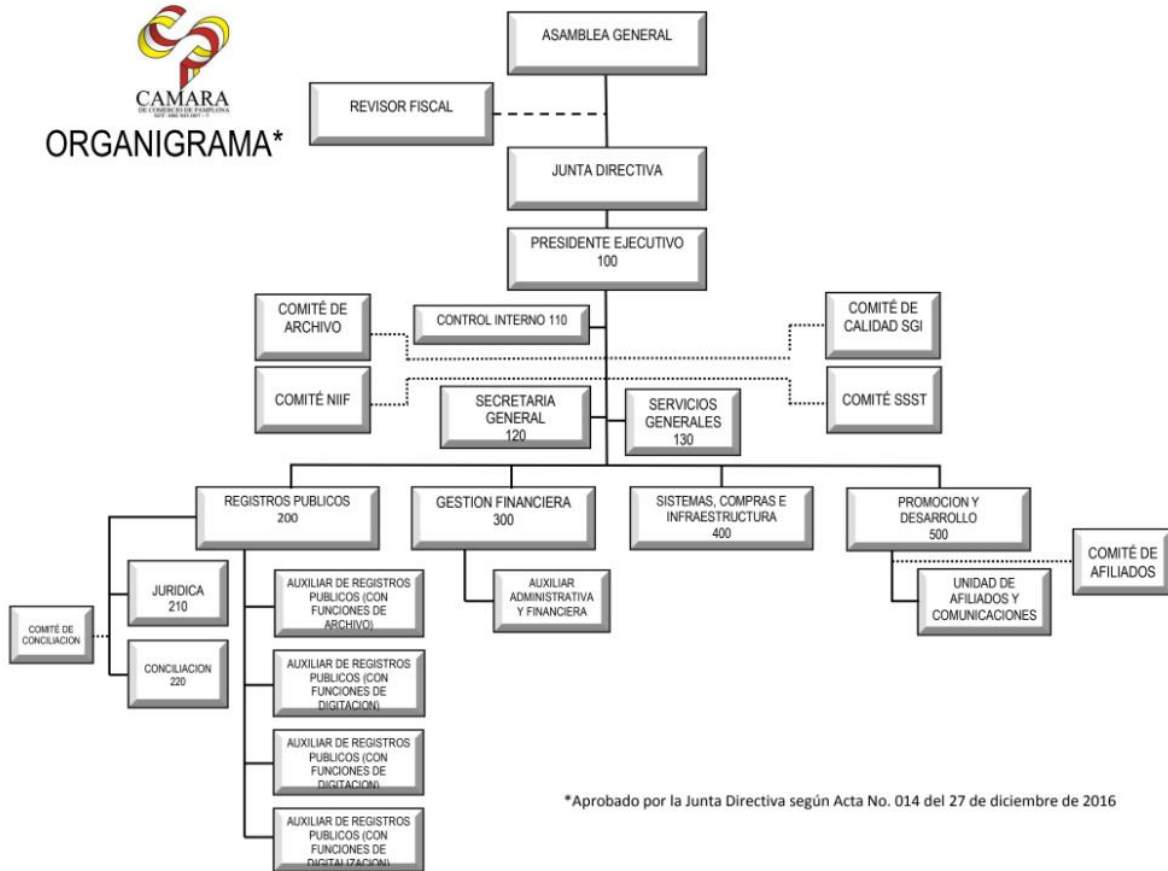 CAMARA
DE COMERCIO DE PAMPLONA
ORGANIGRAMA*
ASAMBLEA GENERAL
REVISOR FISCAL
JUNTA DIRECTIVA
PRESIDENTE EJECUTIVO
100
COMITÉ DE
ARCHIVO
CONTROL INTERNO 110
COMITÉ DE
CALIDAD SGI
COMITÉ NIIF
SECRETARIA
GENERAL
120
SERVICIOS
GENERALES
130
COMITÉ SSST
REGISTROS PUBLICOS
200
GESTION FINANCIERA
300
SISTEMAS, COMPRAS E
INFRAESTRUCTURA
400
PROMOCION Y
DESARROLLO
500
COMITÉ DE
AFILIADOS
JURIDICA
210
AUXILIAR DE REGISTROS
PUBLICOS (CON
FUNCIONES DE
ARCHIVO)
AUXILIAR
ADMINISTRATIVA
Y FINANCIERA
UNIDAD DE
AFILIADOS Y
COMUNICACIONES
COMITÉ DE
CONCILIACION
CONCILIACION
220
AUXILIAR DE REGISTROS
PUBLICOS (CON
FUNCIONES DE
DIGITACION)
AUXILIAR DE REGISTROS
PUBLICOS (CON
FUNCIONES DE
DIGITACION)
AUXILIAR DE REGISTROS
PUBLICOS (CON
FUNCIONES DE
DIGITALIZACION)
*Aprobado por la Junta Directiva según Acta No. 014 del 27 de diciembre de 2016